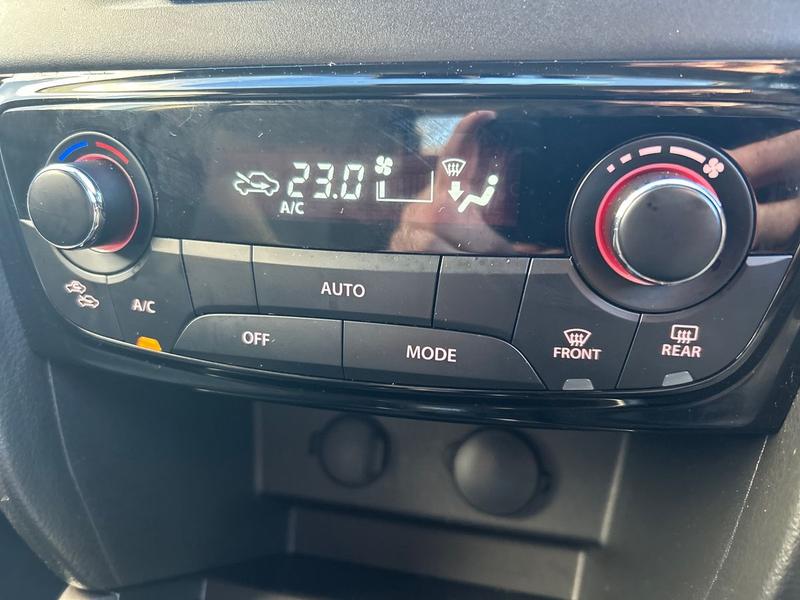 23.0
A/C
AUTO
A/C
OFF
MODE
FRONT
REAR